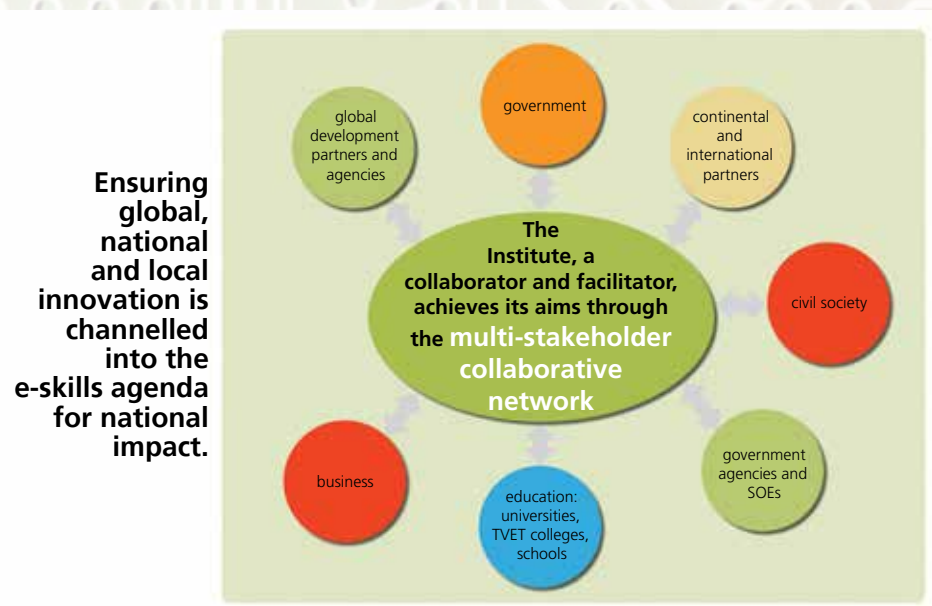 Ensuring
global,
national
and local
innovation is
channelled
into the
e-skills agenda
for national
impact.
government
global
development
partners and
agencies
continental
and
international
partners
The
Institute, a
collaborator and facilitator,
achieves its aims through
the multi-stakeholder
collaborative
network
civil society
business
education:
universities,
TVET colleges,
schools
government
agencies and
SOEs